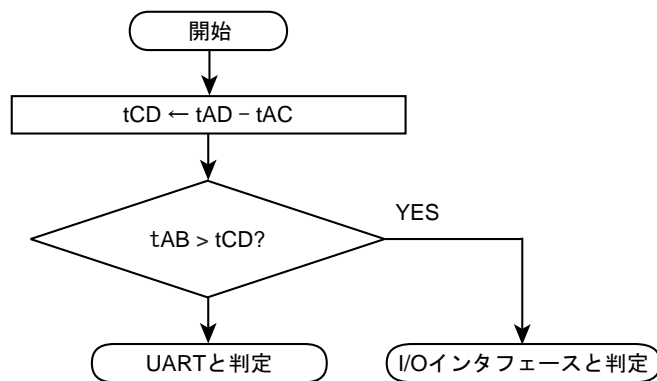 開始
tCD ← tAD − tAC
tAB > tCD?
YES
UARTと判定
I/Oインタフェースと判定